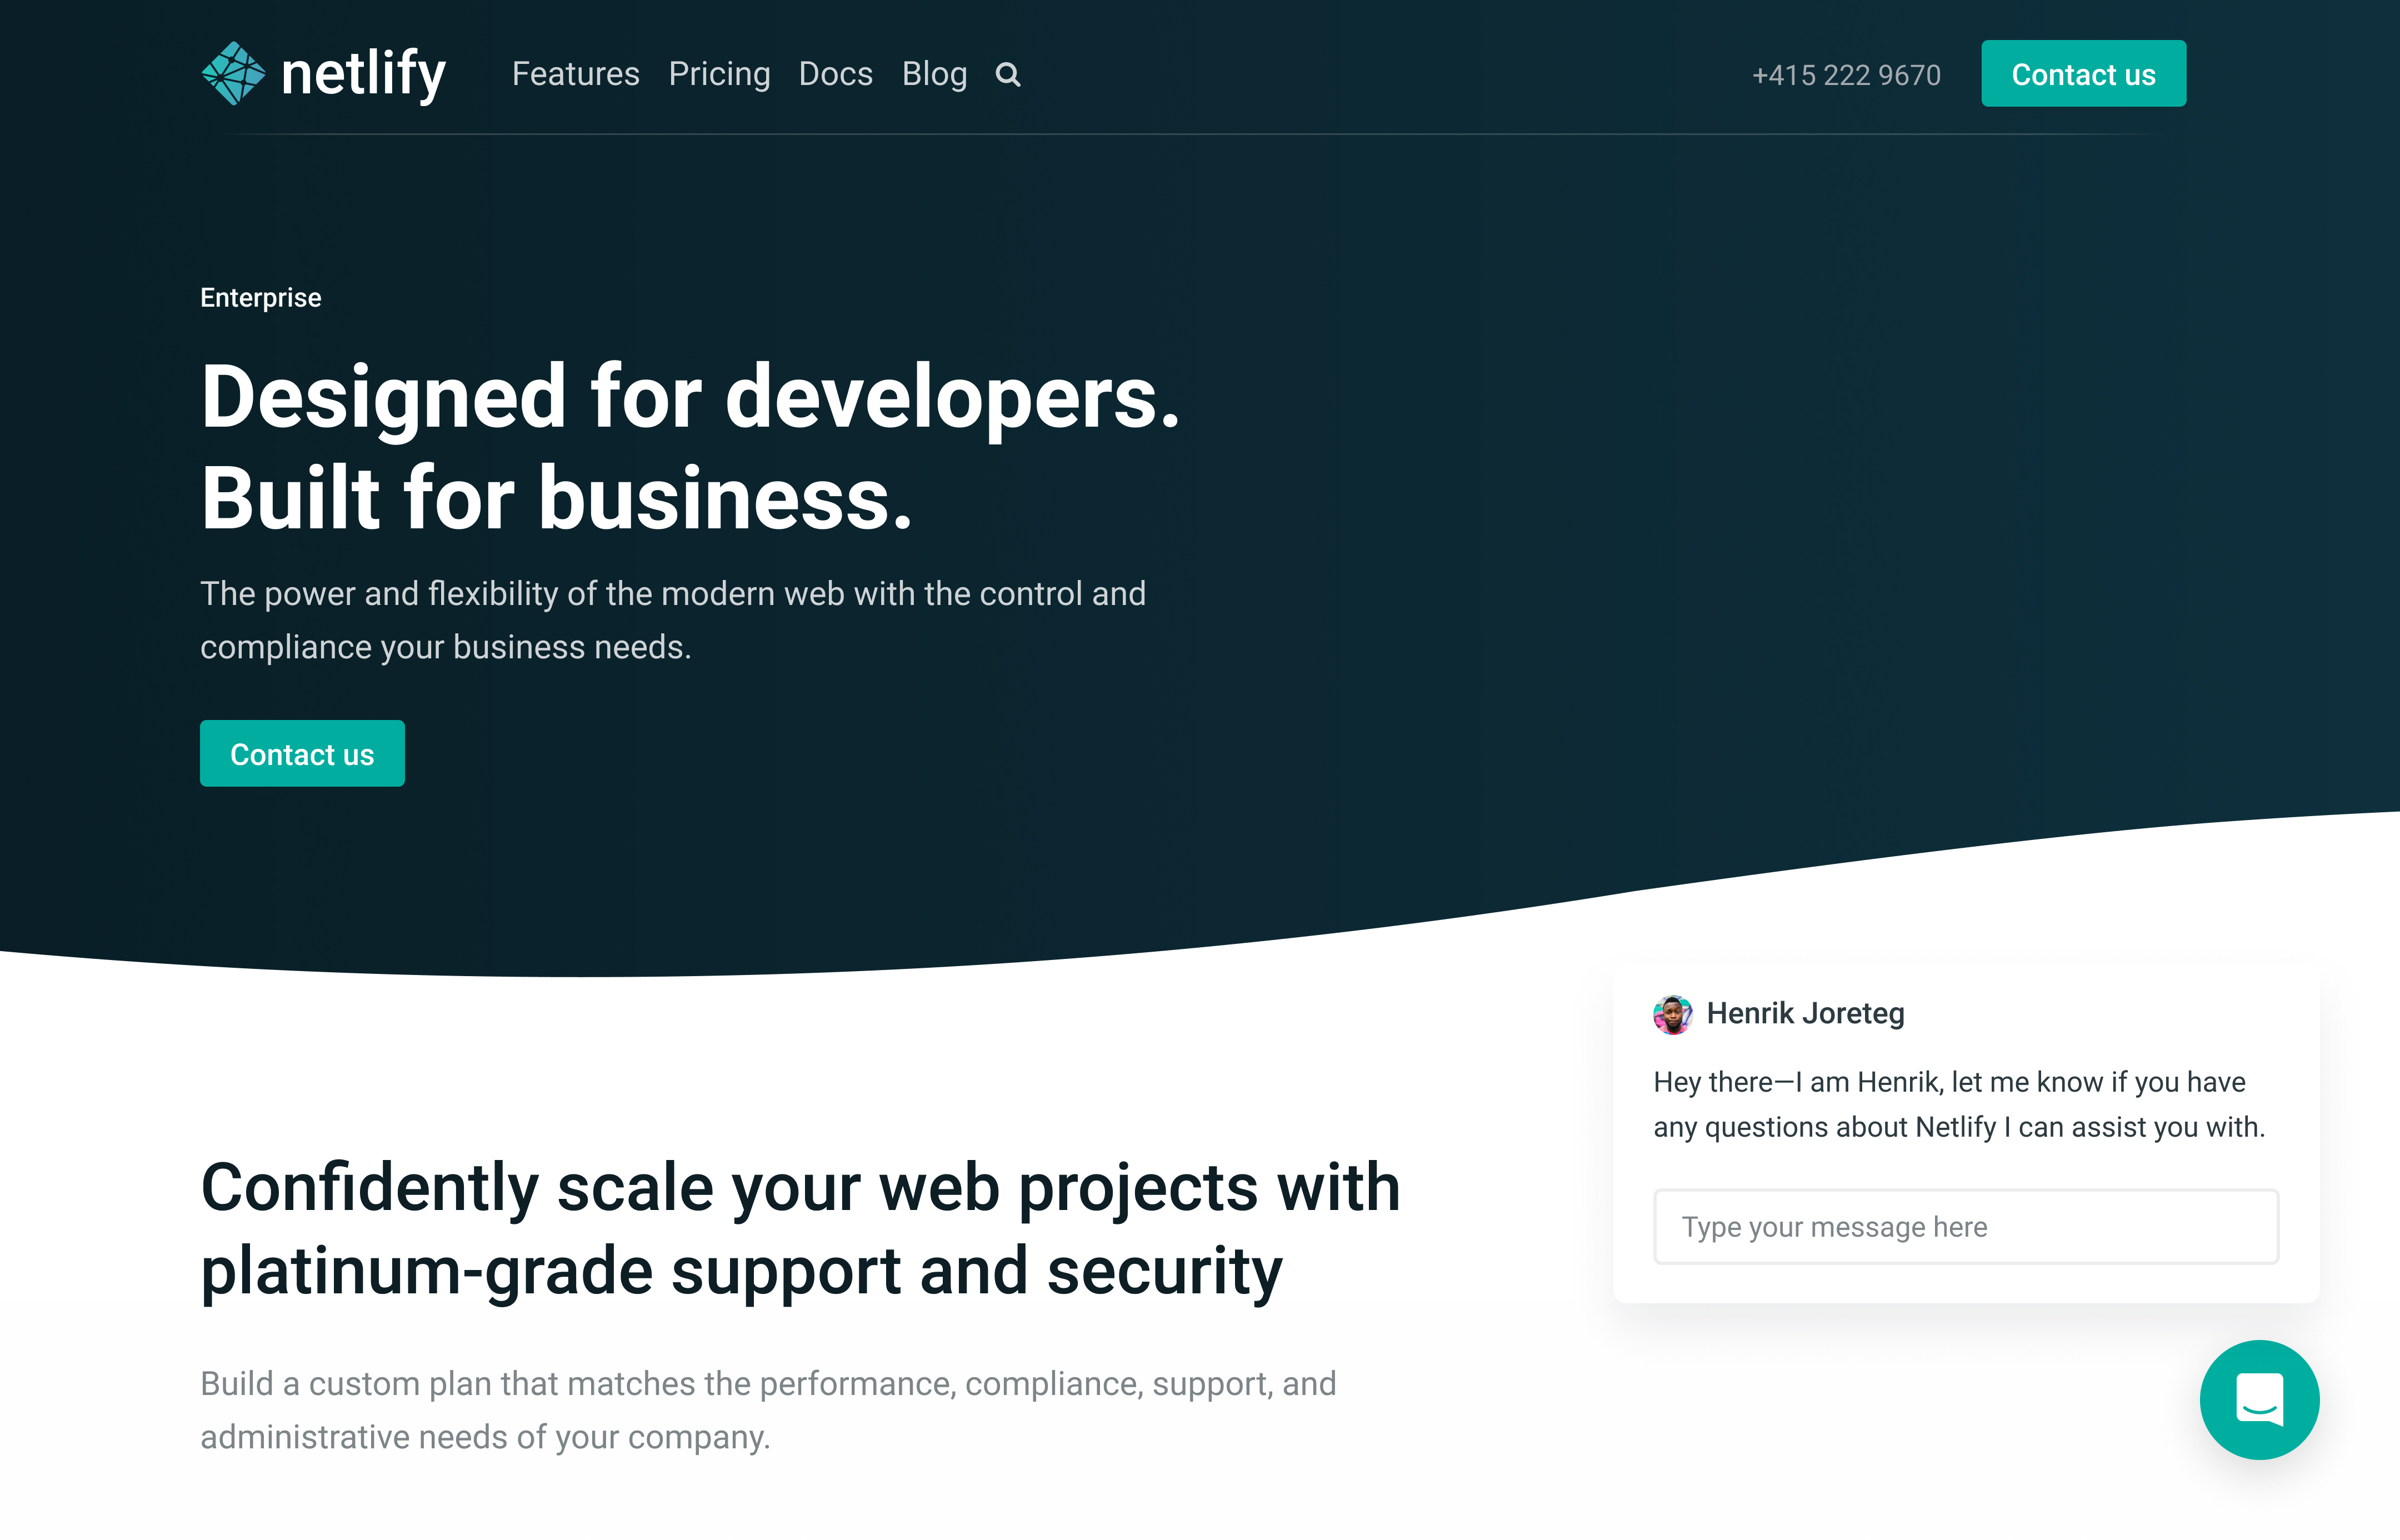 netlify
Features Pricing Docs Blog
+415 222 9670
Contact us
Enterprise
Designed for developers.
Built for business.
The power and flexibility of the modern web with the control and
compliance your business needs.
Contact us
Henrik Joreteg
Hey there—I am Henrik, let me know if you have
any questions about Netlify I can assist you with.
Type your message here
Confidently scale your web projects with
platinum-grade support and security
Build a custom plan that matches the performance, compliance, support, and
administrative needs of your company.